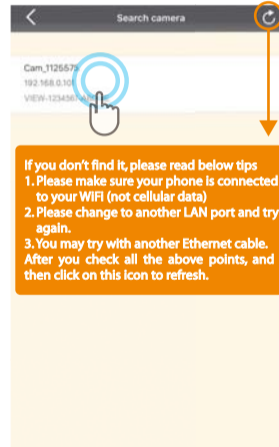 Search camera
Cam_1125575
192.168.0.101
VIEW-1234567-
If you don't find it, please read below tips
1. Please make sure your phone is connected
to your WIFI (not cellular data)
2. Please change to another LAN port and try
again.
3. You may try with another Ethernet cable.
After you check all the above points, and
then click on this icon to refresh.